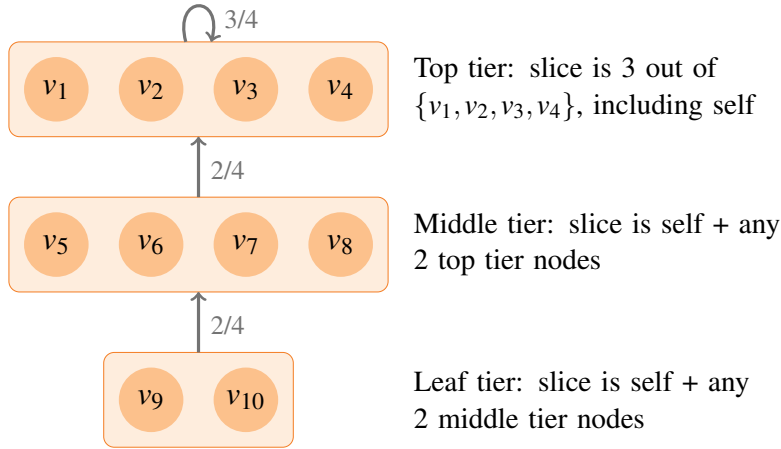 3/4
v1 v2 v3 v4
Top tier: slice is 3 out of
{v1, v2, v3, v4}, including self
2/4
v5 v6 v7 v8
Middle tier: slice is self + any
2 top tier nodes
2/4
v9 v10
Leaf tier: slice is self + any
2 middle tier nodes